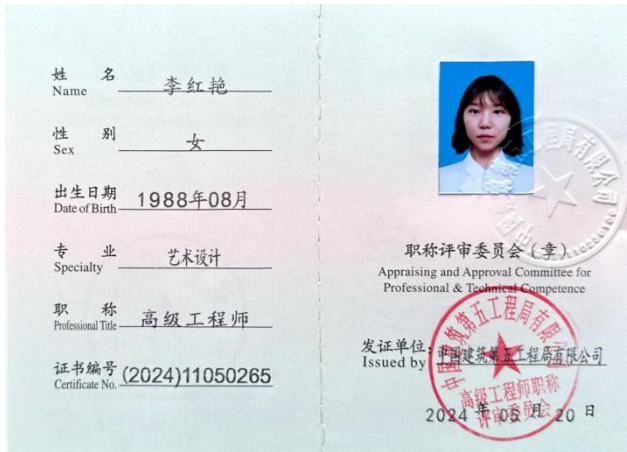 姓 名 李红艳
Name
性 别 女
Sex
出生日期 1988年08月
Date of Birth
专 业 艺术设计
Specialty
职 称 高级工程师
Professional Title
证书编号 (2024)11050265
Certificate No.
职称评审委员会(章)
Appraising and Approval Committee for
Professional & Technical Competence
发证单位: 中国建筑第五工程局有限公司
Issued by
2024 年 05 月 20 日
中国建筑第五工程局有限公司
高级工程师职称
评审委员会